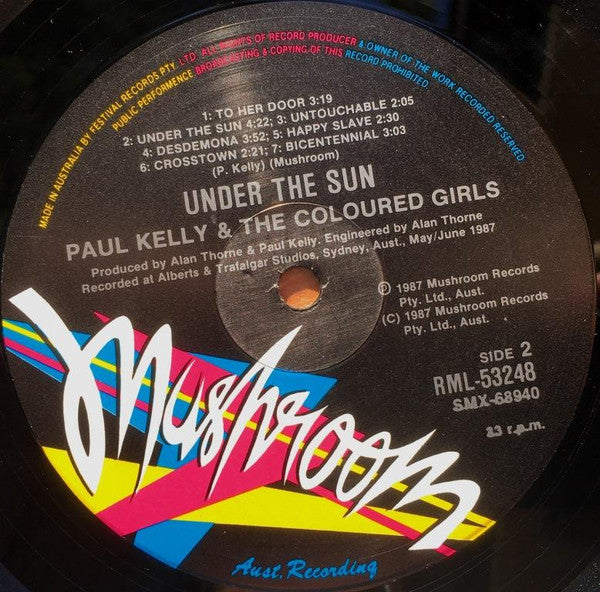 MADE IN AUSTRALIA BY FESTIVAL RECORDS PTY. LTD. ALL RIGHTS OF RECORD PRODUCER & OWNER OF THE WORK RECORDED RESERVED.
PUBLIC PERFORMENCE BROADCASTING & COPYING OF THIS RECORD PROHIBITED.
1: TO HER DOOR 3:19
2: UNDER THE SUN 4:22; 3: UNTOUCHABLE 2:05
4: DESDEMONA 3:52; 5: HAPPY SLAVE 2:30
6: CROSSTOWN 2:21; 7: BICENTENNIAL 3:03
(P. Kelly) (Mushroom)
UNDER THE SUN
PAUL KELLY & THE COLOURED GIRLS
Produced by Alan Thorne & Paul Kelly. Engineered by Alan Thorne
Recorded at Alberts & Trafalgar Studios, Sydney, Aust., May/June 1987
℗ 1987 Mushroom Records
Pty. Ltd., Aust.
(C) 1987 Mushroom Records
Pty. Ltd., Aust.
SIDE 2
RML-53248
SMX-68940
33 r.p.m.
Mushroom
Aust. Recording